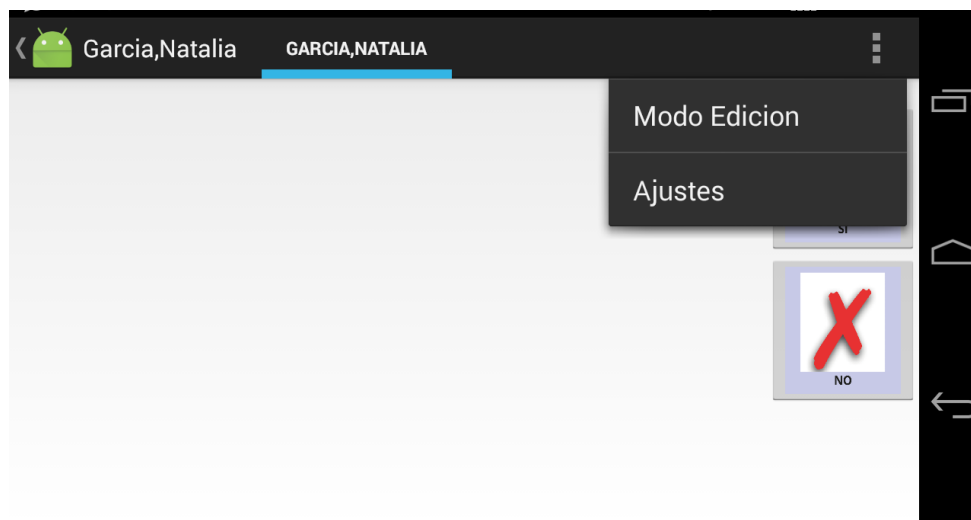 Garcia,Natalia
GARCIA,NATALIA
Modo Edicion
Ajustes
SI
NO